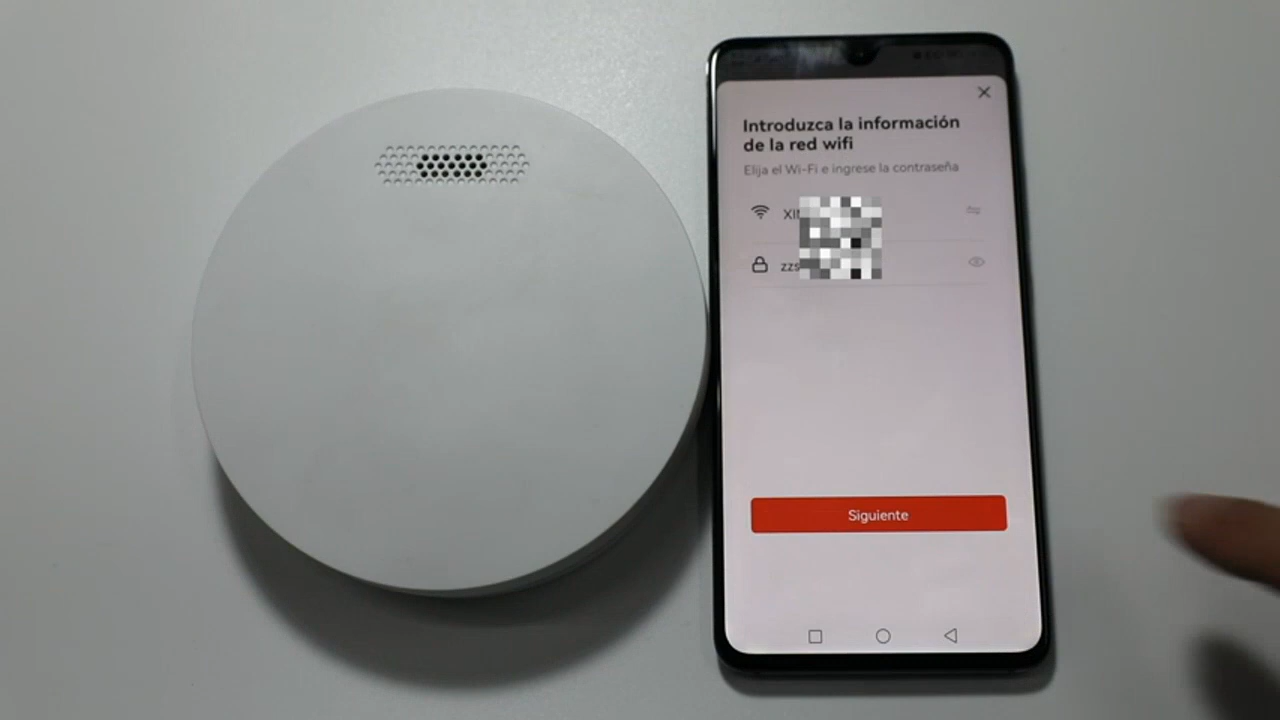 Introduzca la información
de la red wifi
Elija el Wi-Fi e ingrese la contraseña
Siguiente